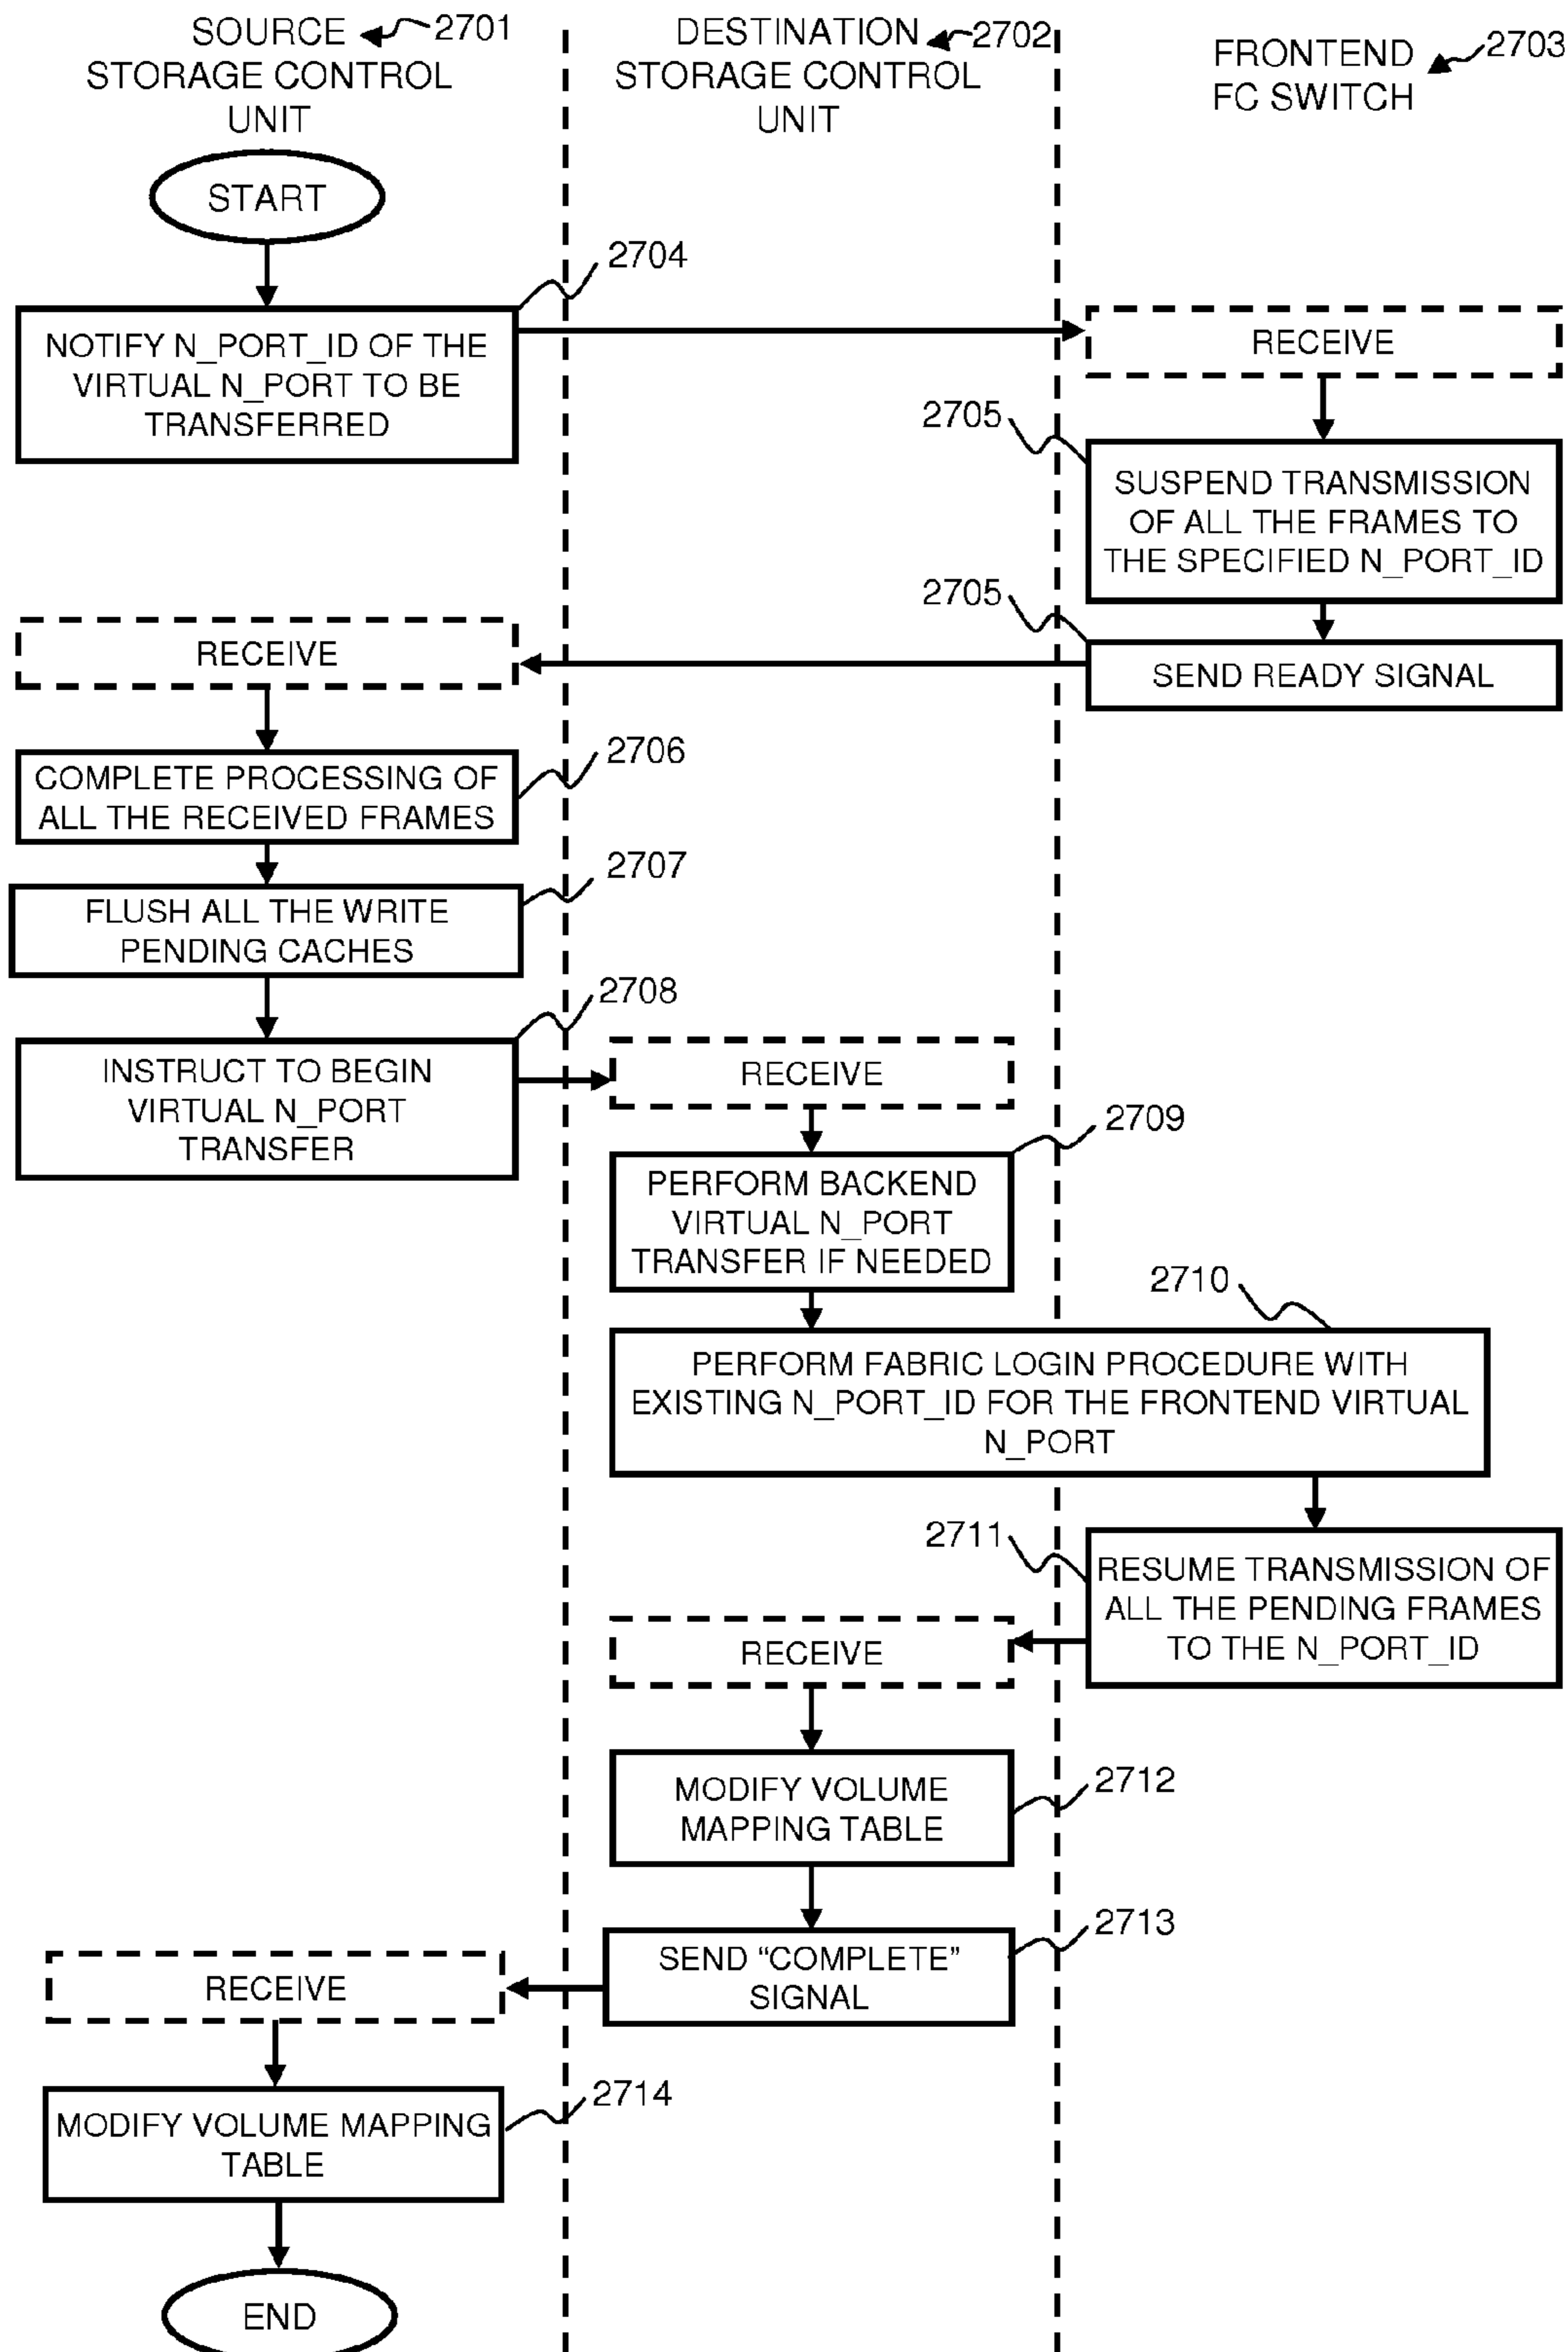 SOURCE
STORAGE CONTROL
UNIT
2701
DESTINATION
STORAGE CONTROL
UNIT
2702
FRONTEND
FC SWITCH
2703
START
2704
NOTIFY N_PORT_ID OF THE
VIRTUAL N_PORT TO BE
TRANSFERRED
RECEIVE
2705
SUSPEND TRANSMISSION
OF ALL THE FRAMES TO
THE SPECIFIED N_PORT_ID
2705
SEND READY SIGNAL
RECEIVE
2706
COMPLETE PROCESSING OF
ALL THE RECEIVED FRAMES
2707
FLUSH ALL THE WRITE
PENDING CACHES
2708
INSTRUCT TO BEGIN
VIRTUAL N_PORT
TRANSFER
RECEIVE
2709
PERFORM BACKEND
VIRTUAL N_PORT
TRANSFER IF NEEDED
2710
PERFORM FABRIC LOGIN PROCEDURE WITH
EXISTING N_PORT_ID FOR THE FRONTEND VIRTUAL
N_PORT
2711
RESUME TRANSMISSION OF
ALL THE PENDING FRAMES
TO THE N_PORT_ID
RECEIVE
2712
MODIFY VOLUME
MAPPING TABLE
2713
SEND “COMPLETE”
SIGNAL
RECEIVE
2714
MODIFY VOLUME MAPPING
TABLE
END